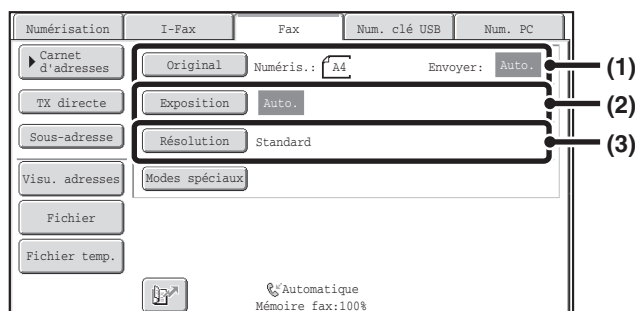 Numérisation I-Fax Fax Num. clé USB Num. PC
Carnet d'adresses
Original Numéris.: A4 Envoyer: Auto. (1)
TX directe
Exposition Auto. (2)
Sous-adresse
Résolution Standard (3)
Visu. adresses
Modes spéciaux
Fichier
Fichier temp.
Automatique
Mémoire fax:100%